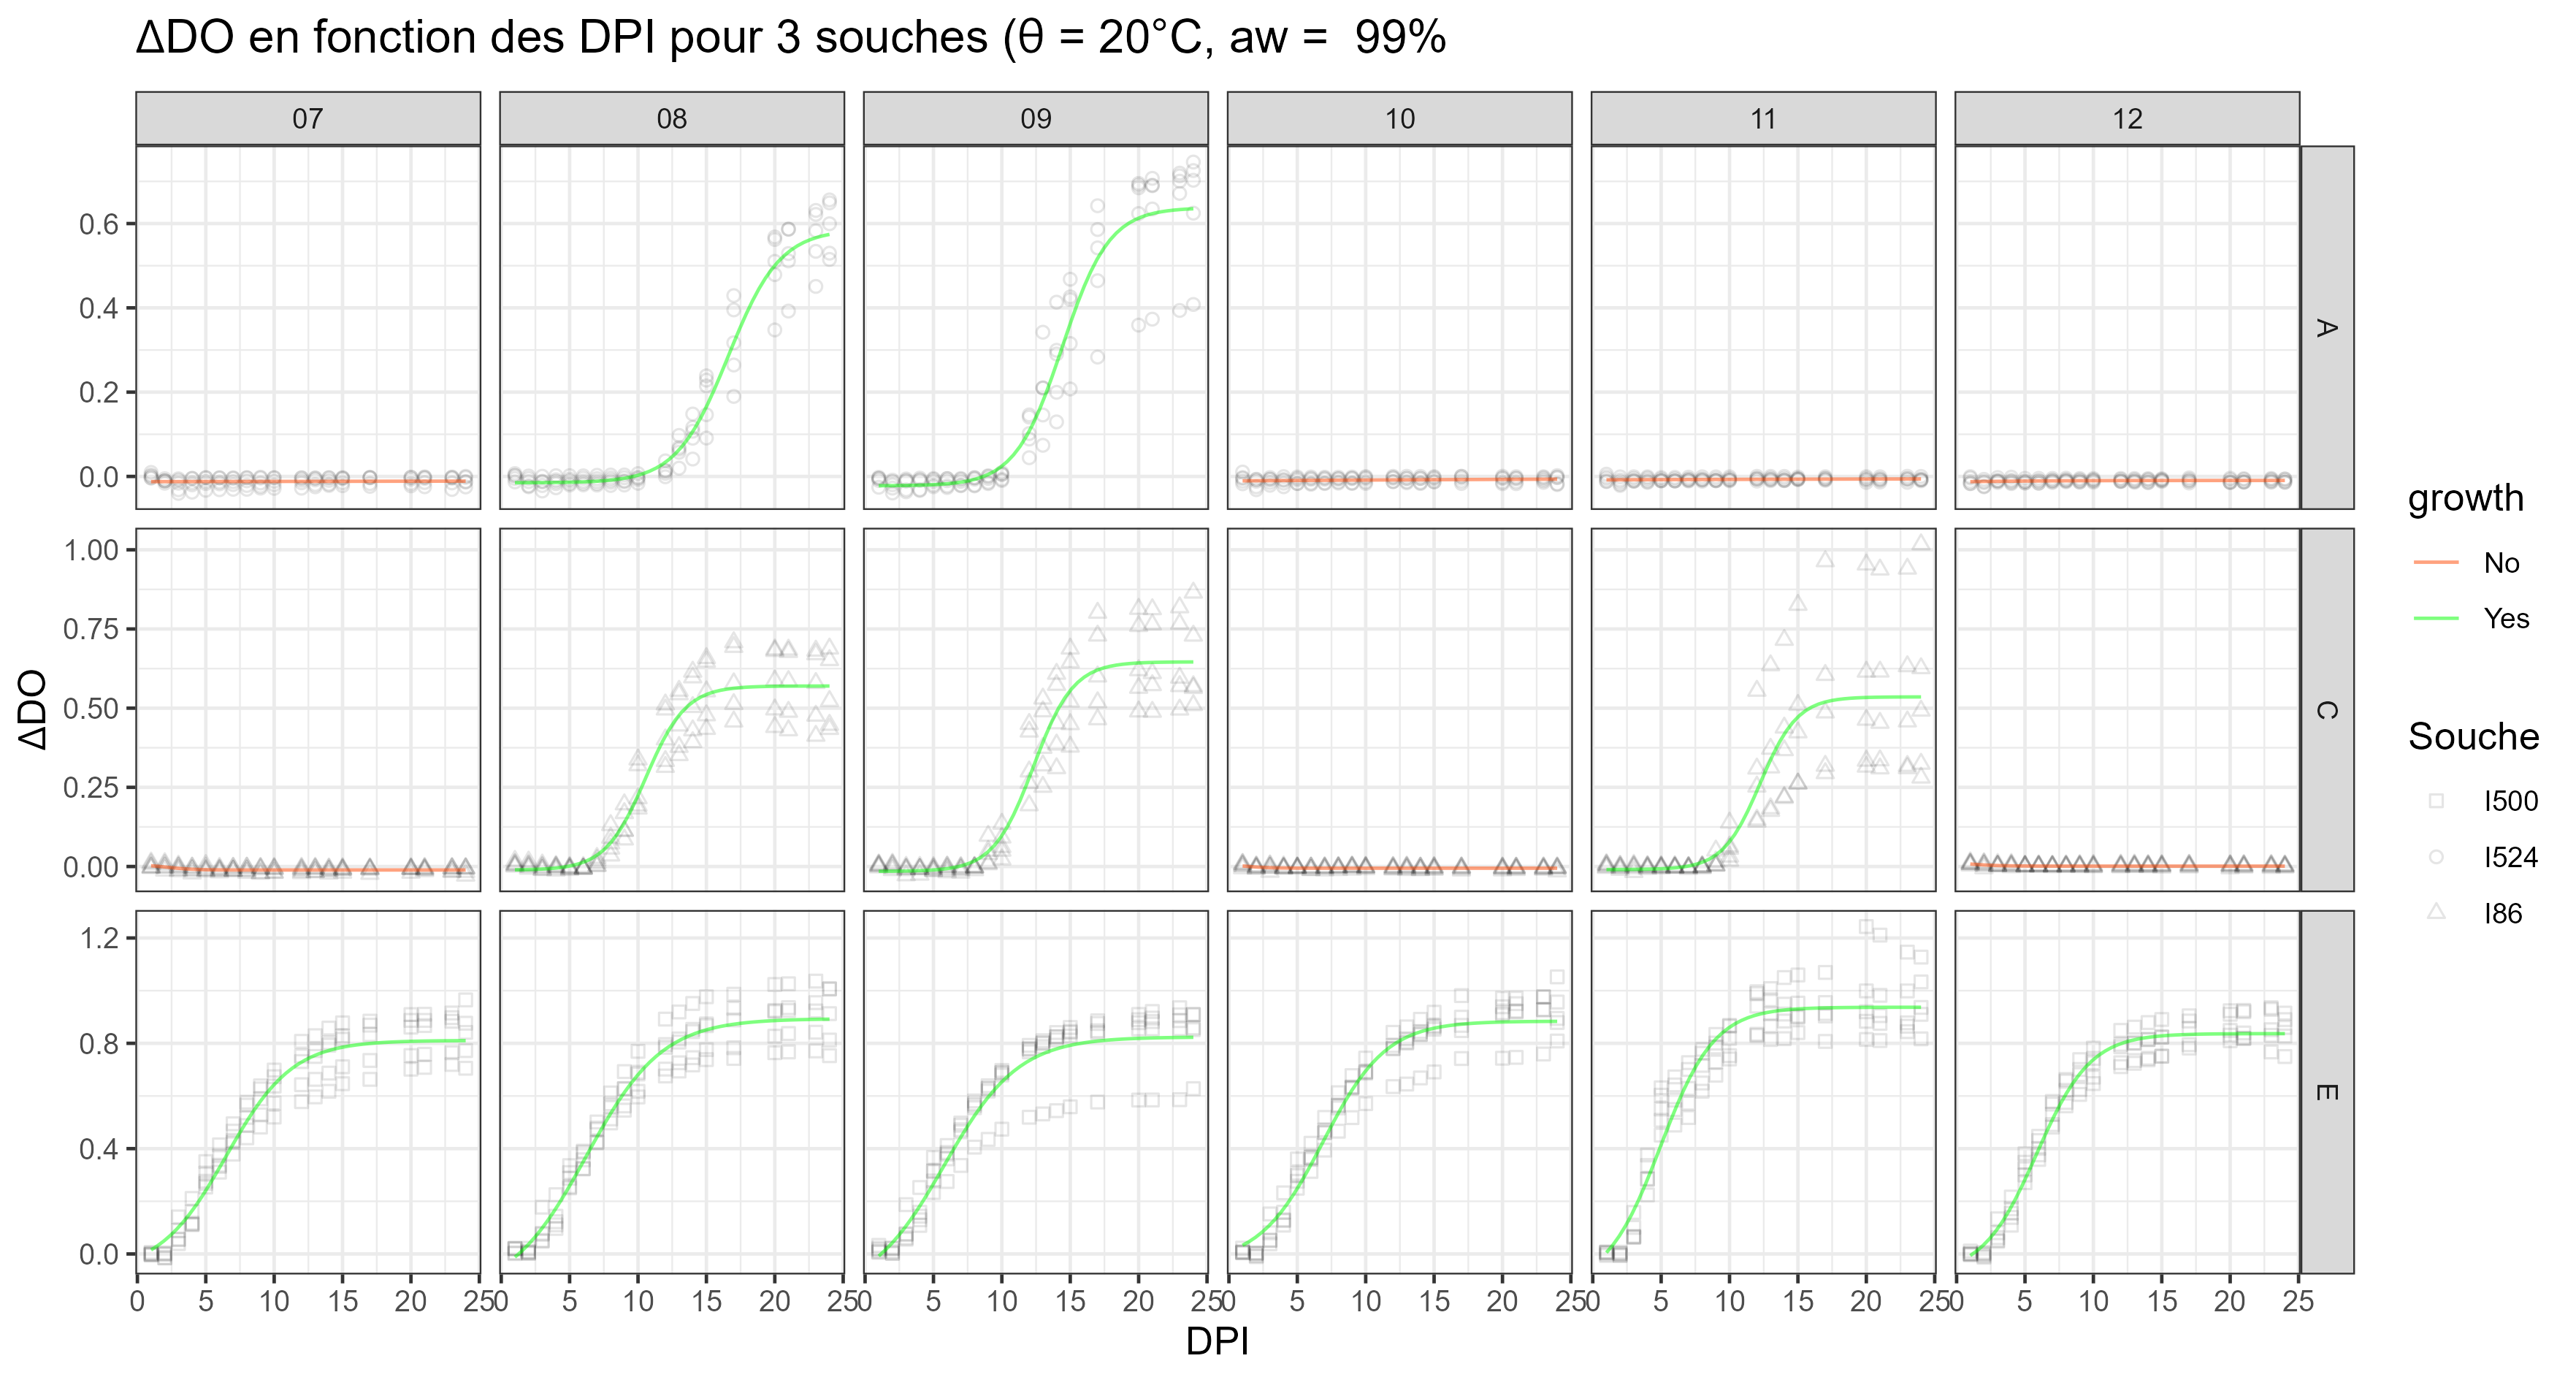 ΔDO en fonction des DPI pour 3 souches (θ = 20°C, aw =  99%
07 08 09 10 11 12
0.6
0.4
0.2
0.0
A
1.00
0.75
0.50
0.25
0.00
C
1.2
0.8
0.4
0.0
E
ΔDO
0 5 10 15 20 25 0 5 10 15 20 25 0 5 10 15 20 25 0 5 10 15 20 25 0 5 10 15 20 25 0 5 10 15 20 25
DPI
growth
No
Yes
Souche
I500
I524
I86